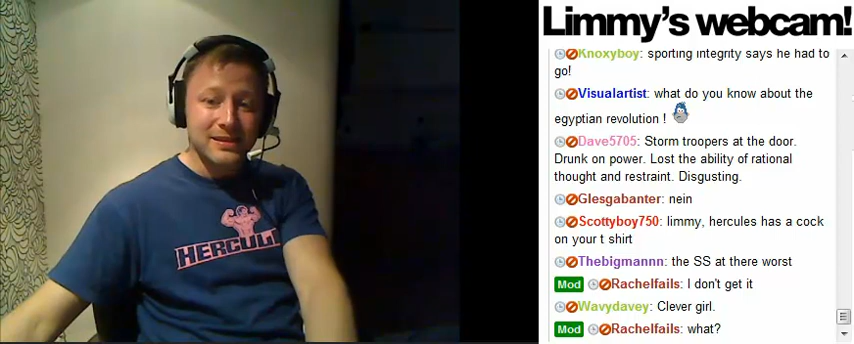 Limmy's webcam!
Knoxyboy: sporting integrity says he had to
go!
Visualartist: what do you know about the
egyptian revolution !
Dave5705: Storm troopers at the door.
Drunk on power. Lost the ability of rational
thought and restraint. Disgusting.
Glesgabanter: nein
Scottyboy750: limmy, hercules has a cock
on your t shirt
Thebigmannn: the SS at there worst
Mod Rachelfails: I don't get it
Wavydavey: Clever girl.
Mod Rachelfails: what?
HERCUL